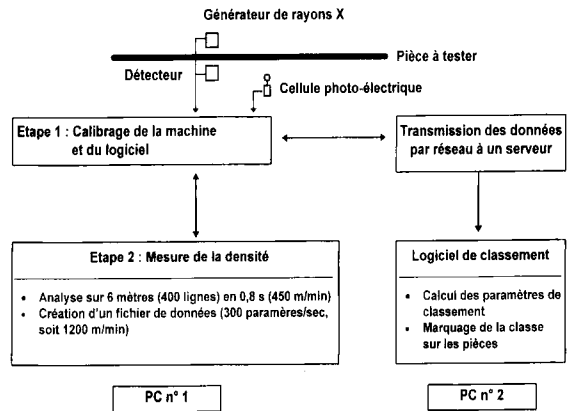 Générateur de rayons X
Pièce à tester
Détecteur
Cellule photo-électrique
Etape 1 : Calibrage de la machine
et du logiciel
Transmission des données
par réseau à un serveur
Etape 2 : Mesure de la densité
• Analyse sur 6 mètres (400 lignes) en 0,8 s (450 m/min)
• Création d'un fichier de données (300 paramères/sec,
soit 1200 m/min)
Logiciel de classement
• Calcul des paramètres de
classement
• Marquage de la classe
sur les pièces
PC n° 1
PC n° 2